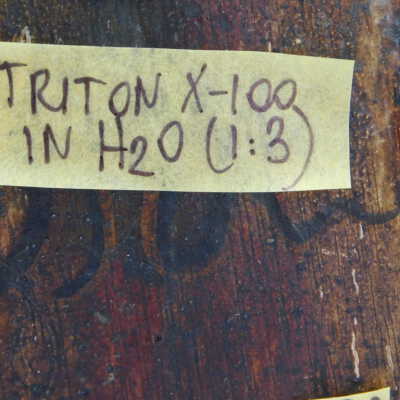 TRITON X-100
IN H2O (1:3)